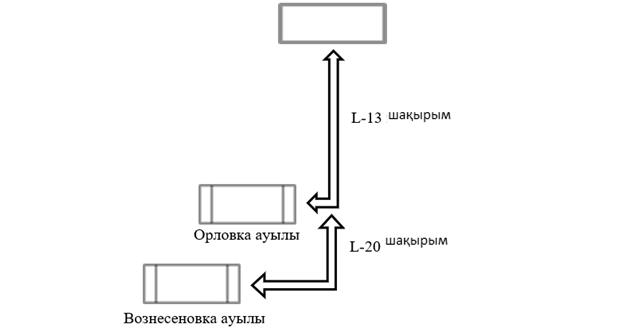 L-13 шақырым
Орловка ауылы
L-20 шақырым
Вознесеновка ауылы